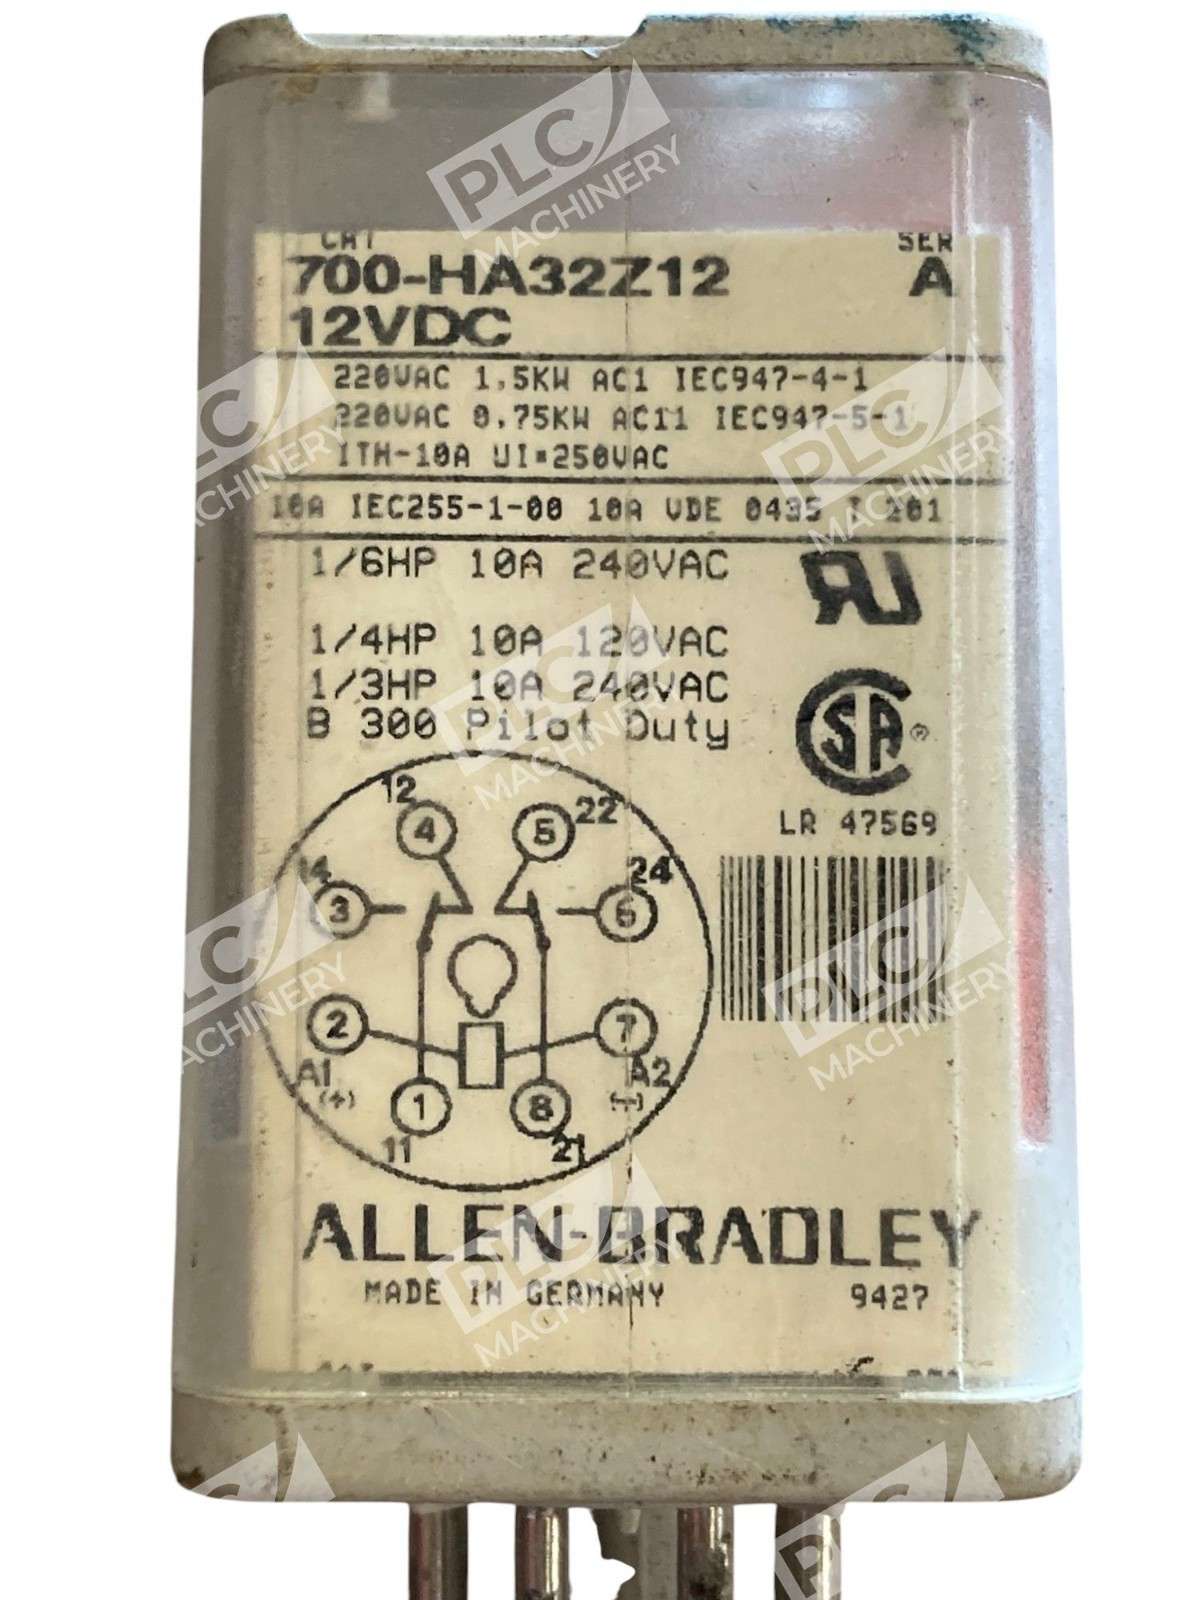 PLC MACHINERY
CAT SER
700-HA32Z12 A
12VDC
220VAC 1,5KW AC1 IEC947-4-1
220VAC 0,75KW AC11 IEC947-5-1
ITH-10A UI=250VAC
10A IEC255-1-00 10A VDE 0435 T 201
1/6HP 10A 240VAC
1/4HP 10A 120VAC
1/3HP 10A 240VAC
B 300 Pilot Duty
RU
CSA ®
LR 47569
12 22
4 5
14 24
3 6
2 7
A1 A2
(+) (-)
1 8
11 21
ALLEN-BRADLEY
MADE IN GERMANY 9427